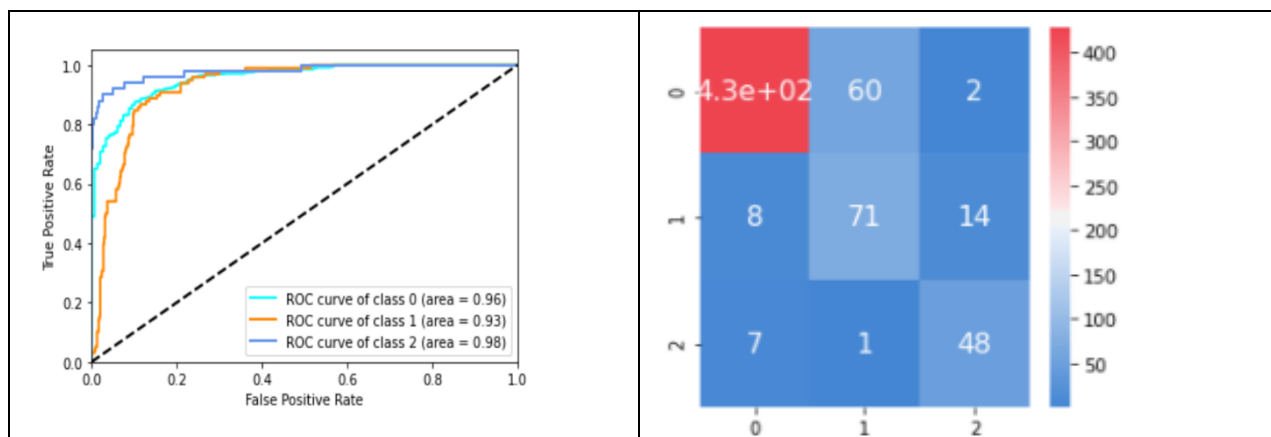 1.0
0.8
0.6
0.4
0.2
0.0
True Positive Rate
ROC curve of class 0 (area = 0.96)
ROC curve of class 1 (area = 0.93)
ROC curve of class 2 (area = 0.98)
0.0 0.2 0.4 0.6 0.8 1.0
False Positive Rate
0 4.3e+02 60 2
1 8 71 14
2 7 1 48
0 1 2
400
350
300
250
200
150
100
50